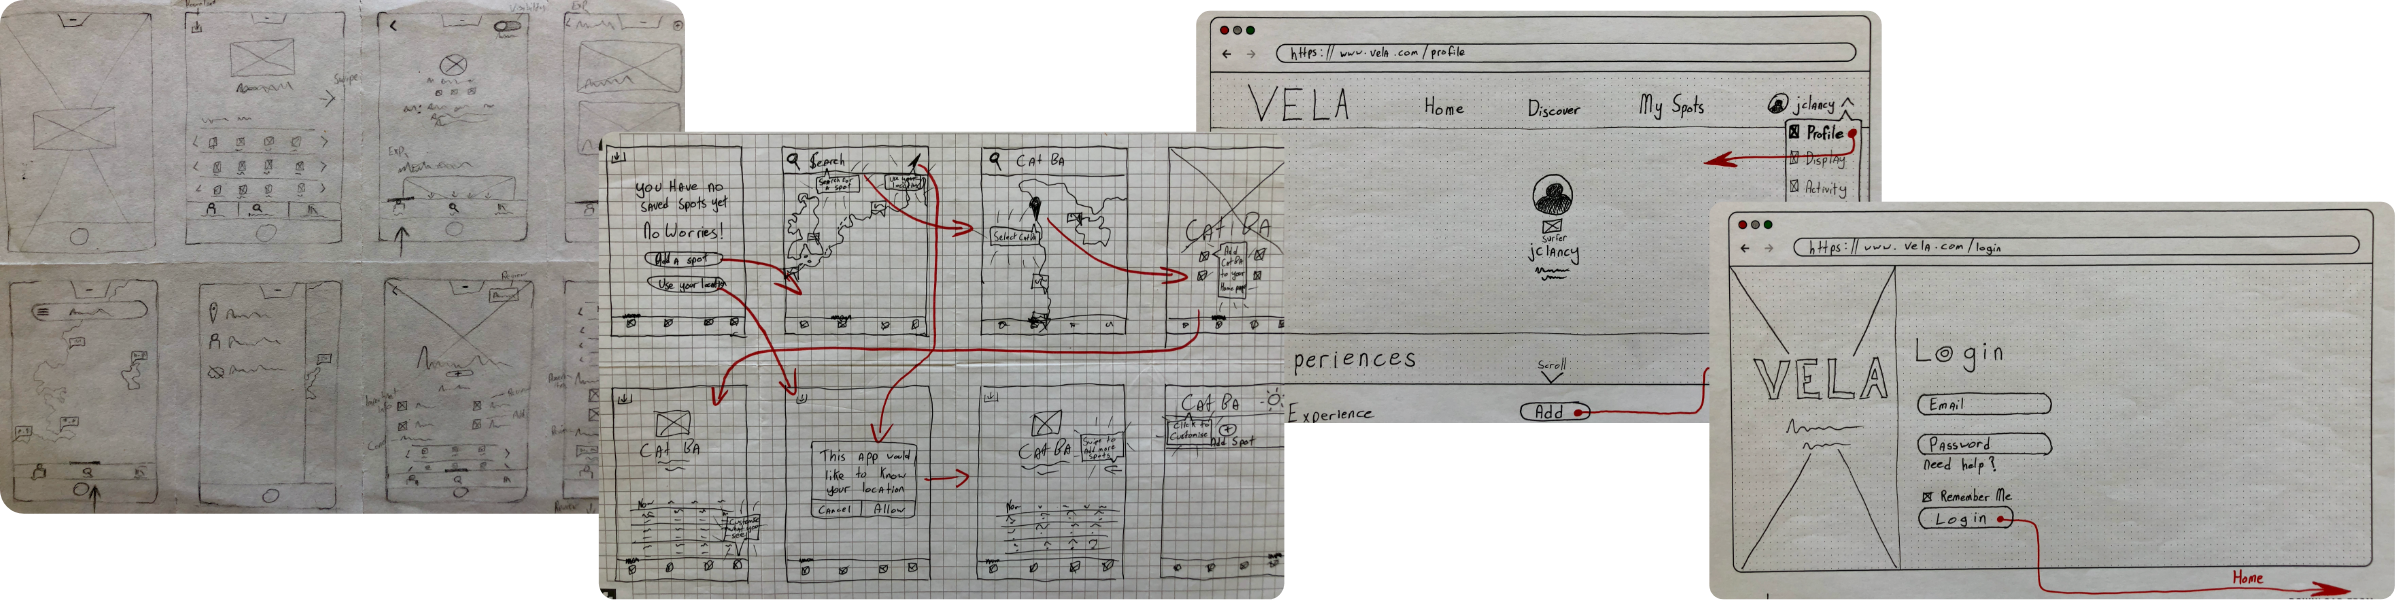 Swipe
Exp.
you Have no
saved spots yet
No Worries!
Add a spot
Use your location
Search
Search for
a spot
Cat Ba
Select Cat Ba
Cat Ba
Add
Cat Ba
to your
Home page
Cat Ba
Customise
what you
see
This app would
like to know
your location
Cancel
Allow
Cat Ba
Swipe to
Add more
spots
Cat Ba
Click to
Customise
Add Spot
https://www.vela.com/profile
VELA
Home
Discover
My Spots
jclancy
Profile
Display
Activity
surfer
jclancy
periences
Scroll
Experience
Add
https://www.vela.com/login
VELA
Login
Email
Password
need help?
Remember Me
Login
Home